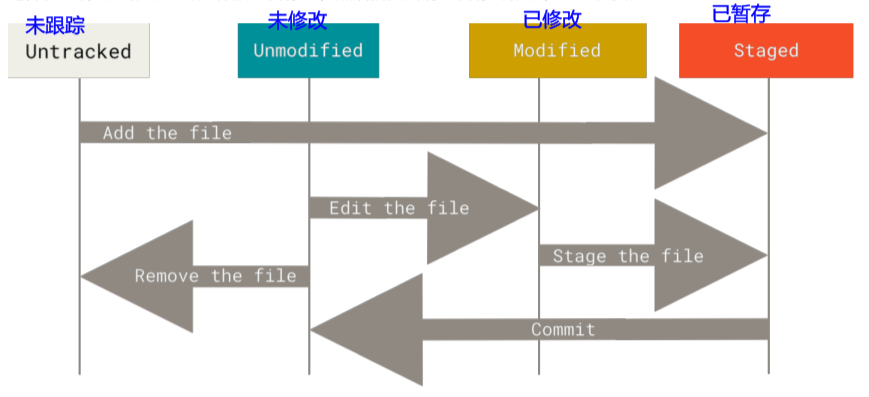 未跟踪
未修改
已修改
已暂存
Untracked
Unmodified
Modified
Staged
Add the file
Edit the file
Stage the file
Remove the file
Commit